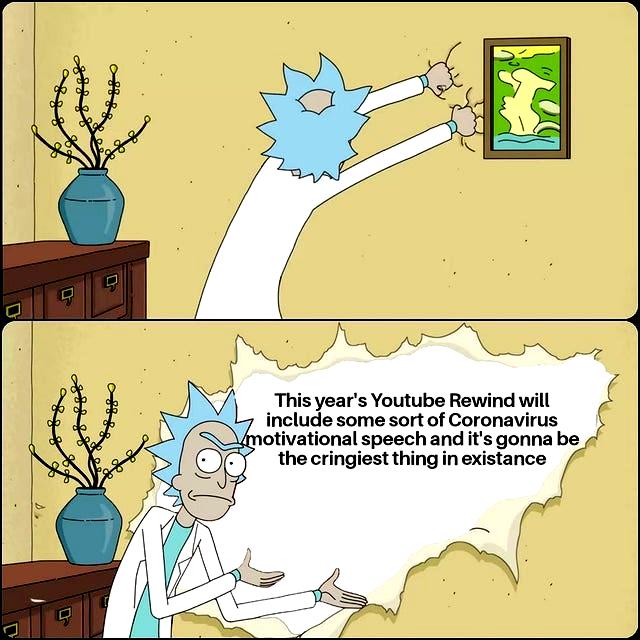 This year's Youtube Rewind will
include some sort of Coronavirus
motivational speech and it's gonna be
the cringiest thing in existance